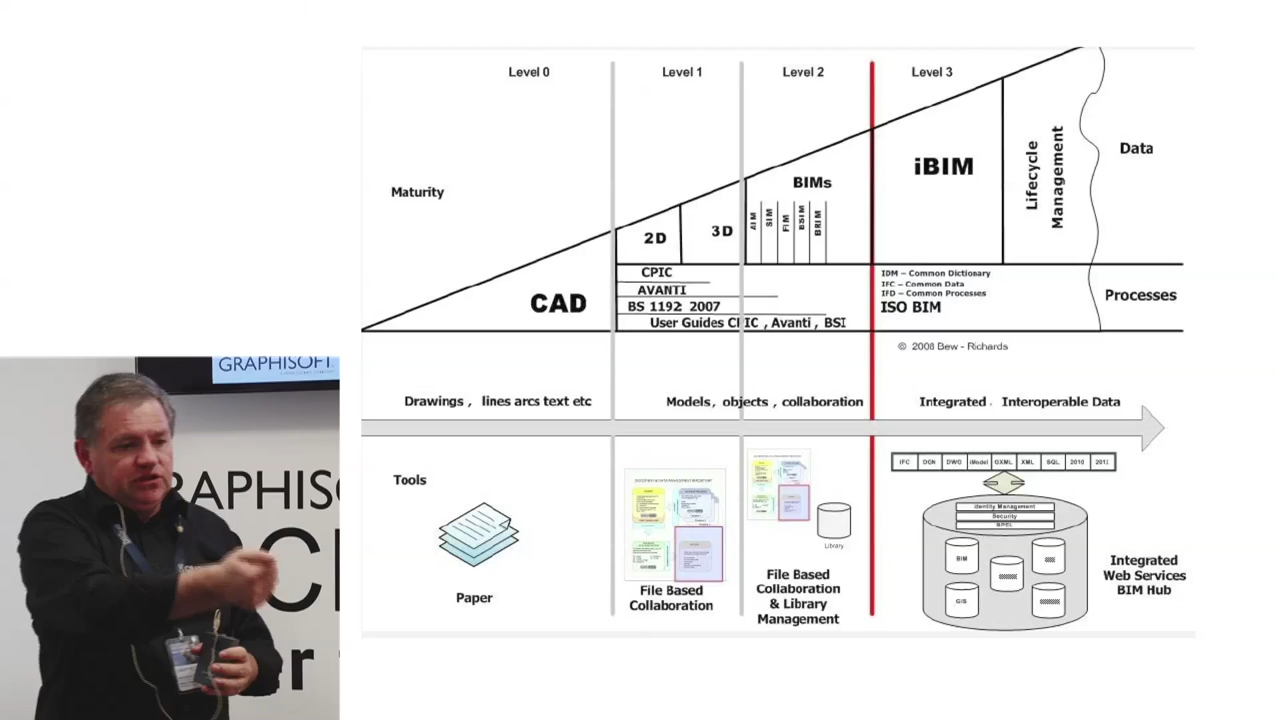 Level 0
Level 1
Level 2
Level 3
Maturity
CAD
2D
3D
BIMs
AIM
SIM
FIM
BSIM
BRIM
iBIM
Lifecycle
Management
Data
CPIC
AVANTI
BS 1192 2007
User Guides CPIC , Avanti , BSI
IDM – Common Dictionary
IFC – Common Data
IFD – Common Processes
ISO BIM
Processes
© 2008 Bew - Richards
Drawings , lines arcs text etc
Models, objects , collaboration
Integrated Interoperable Data
Tools
Paper
File Based
Collaboration
Library
File Based
Collaboration
& Library
Management
IFC DGN DWG iModel GXML XML SQL 2010 2011
Identity Management
Security
BPEL
BIM
GIS
Integrated
Web Services
BIM Hub
GRAPHISOFT